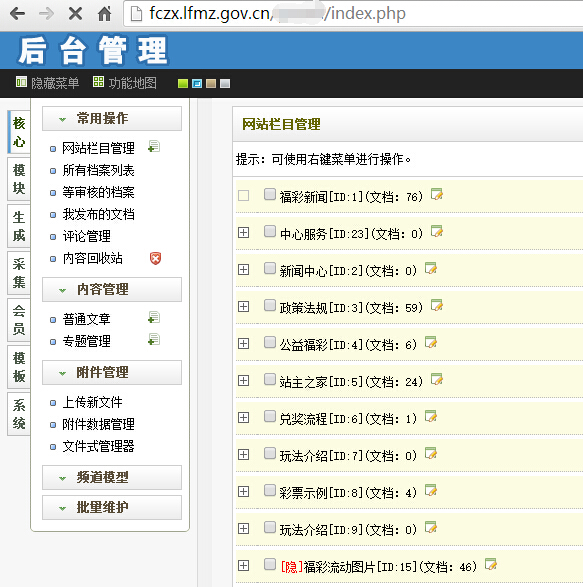 fczx.lfmz.gov.cn/ /index.php
后台管理
隐藏菜单 功能地图
核心
模块
生成
采集
会员
模板
系统
常用操作
网站栏目管理
所有档案列表
等审核的档案
我发布的文档
评论管理
内容回收站
内容管理
普通文章
专题管理
附件管理
上传新文件
附件数据管理
文件式管理器
频道模型
批量维护
网站栏目管理
提示：可使用右键菜单进行操作。
福彩新闻[ID:1](文档：76)
中心服务[ID:23](文档：0)
新闻中心[ID:2](文档：0)
政策法规[ID:3](文档：59)
公益福彩[ID:4](文档：6)
站主之家[ID:5](文档：24)
兑奖流程[ID:6](文档：1)
玩法介绍[ID:7](文档：0)
彩票示例[ID:8](文档：4)
玩法介绍[ID:9](文档：0)
[隐]福彩流动图片[ID:15](文档：46)